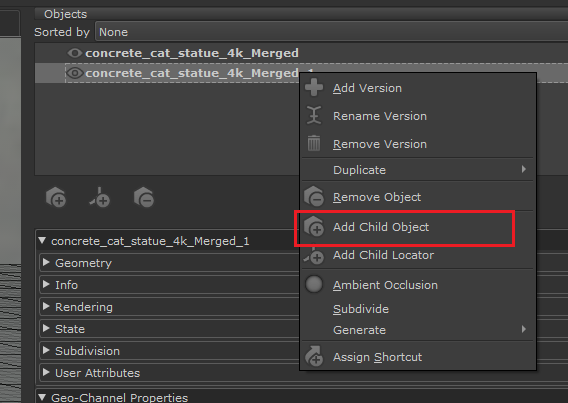 Objects
Sorted by None
concrete_cat_statue_4k_Merged
concrete_cat_statue_4k_Merged_1
Add Version
Rename Version
Remove Version
Duplicate
Remove Object
Add Child Object
Add Child Locator
Ambient Occlusion
Subdivide
Generate
Assign Shortcut
concrete_cat_statue_4k_Merged_1
Geometry
Info
Rendering
State
Subdivision
User Attributes
Geo-Channel Properties